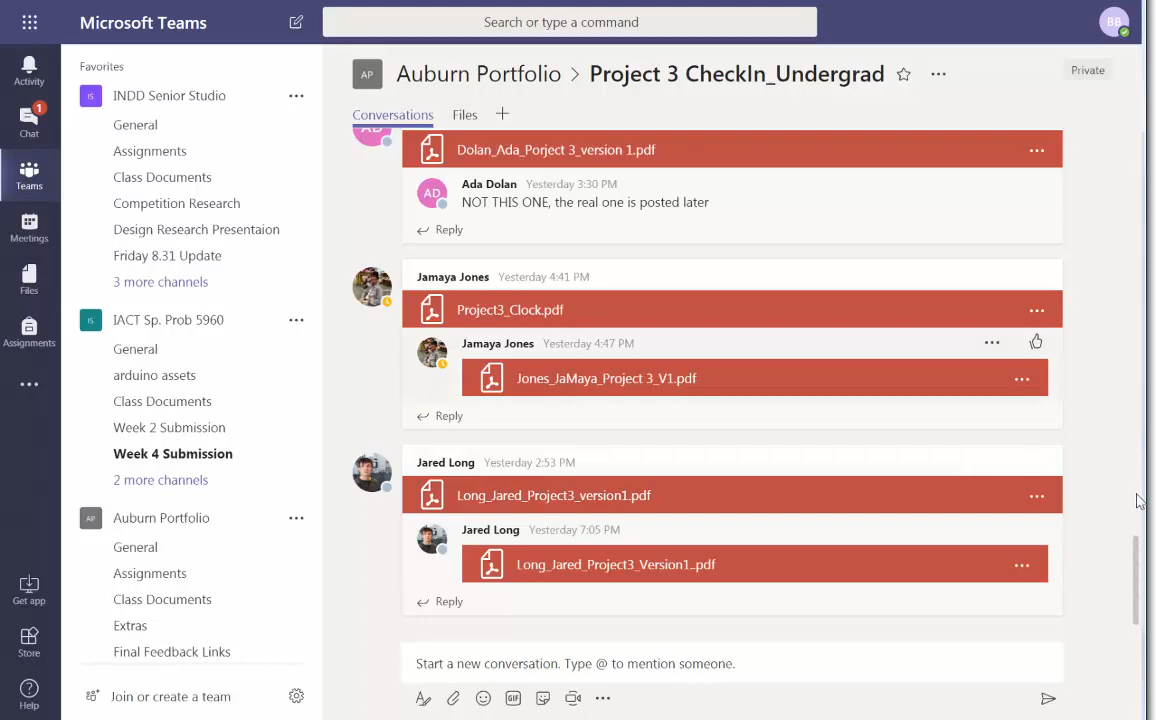 Microsoft Teams
Search or type a command
BB
Activity
1
Chat
Teams
Meetings
Files
Assignments
Get app
Store
Help
Favorites
IS INDD Senior Studio
General
Assignments
Class Documents
Competition Research
Design Research Presentaion
Friday 8.31 Update
3 more channels
IS IACT Sp. Prob 5960
General
arduino assets
Class Documents
Week 2 Submission
Week 4 Submission
2 more channels
AP Auburn Portfolio
General
Assignments
Class Documents
Extras
Final Feedback Links
Join or create a team
AP Auburn Portfolio > Project 3 CheckIn_Undergrad
Private
Conversations Files
AD
Dolan_Ada_Porject 3_version 1.pdf
AD Ada Dolan Yesterday 3:30 PM
NOT THIS ONE, the real one is posted later
Reply
Jamaya Jones Yesterday 4:41 PM
Project3_Clock.pdf
Jamaya Jones Yesterday 4:47 PM
Jones_JaMaya_Project 3_V1.pdf
Reply
Jared Long Yesterday 2:53 PM
Long_Jared_Project3_version1.pdf
Jared Long Yesterday 7:05 PM
Long_Jared_Project3_Version1..pdf
Reply
Start a new conversation. Type @ to mention someone.
GIF